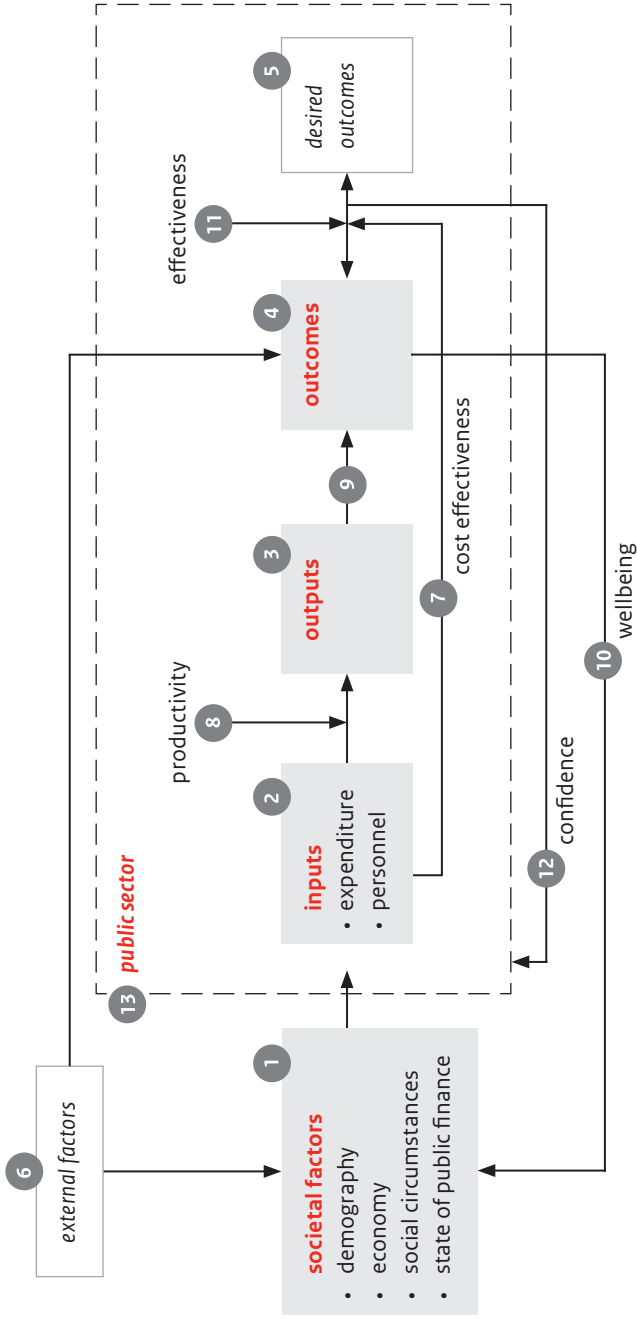 6
external factors
13 public sector
1
societal factors
• demography
• economy
• social circumstances
• state of public finance
2
inputs
• expenditure
• personnel
productivity
8
3
outputs
9
4
outcomes
effectiveness
11
5
desired
outcomes
7
cost effectiveness
12
confidence
10
wellbeing